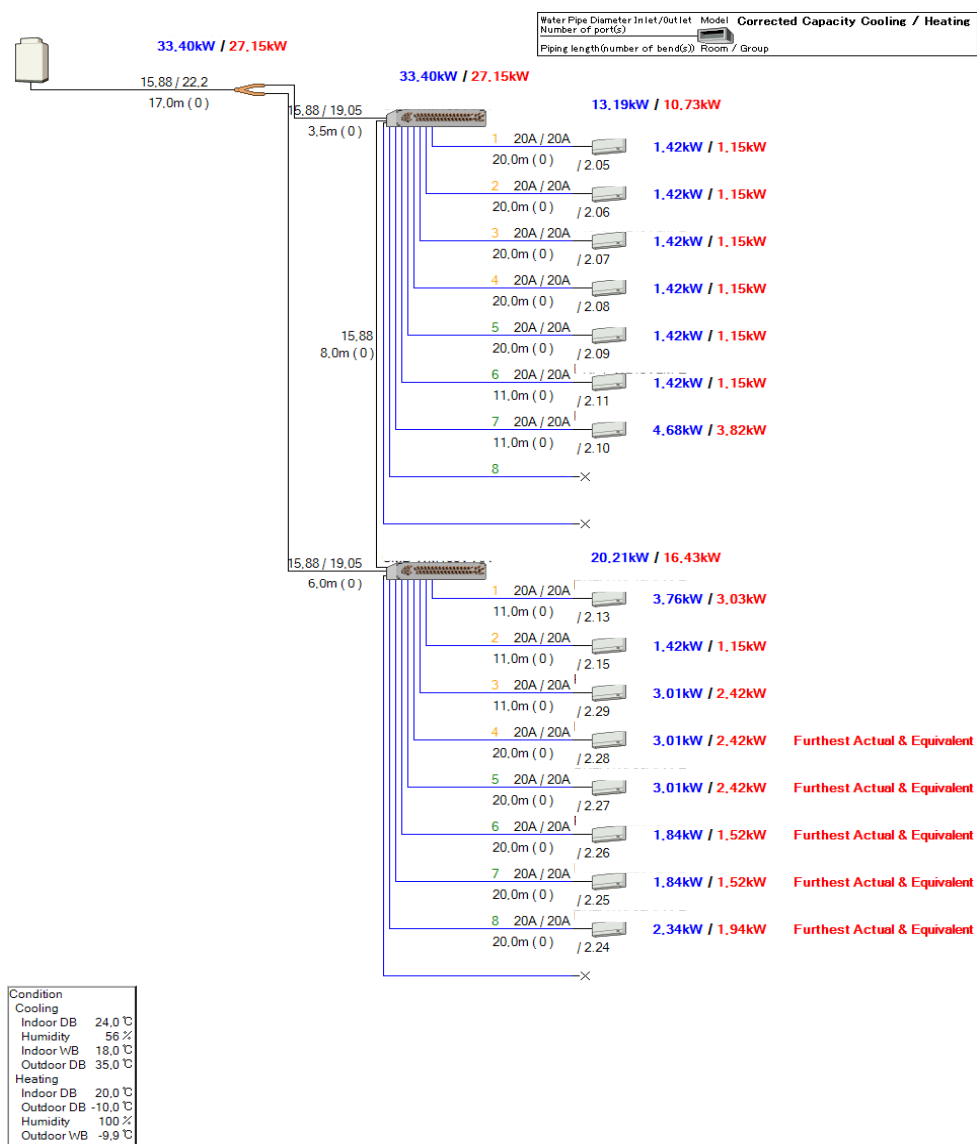 Water Pipe Diameter Inlet/Outlet Model Corrected Capacity Cooling / Heating
Number of port(s)
Piping length(number of bend(s)) Room / Group
33,40kW / 27,15kW
15,88 / 22,2
17,0m ( 0 )
33,40kW / 27,15kW
15,88 / 19,05
3,5m ( 0 )
13,19kW / 10,73kW
1 20A / 20A
20,0m ( 0 ) / 2.05
1,42kW / 1,15kW
2 20A / 20A
20,0m ( 0 ) / 2.06
1,42kW / 1,15kW
3 20A / 20A
20,0m ( 0 ) / 2.07
1,42kW / 1,15kW
4 20A / 20A
20,0m ( 0 ) / 2.08
1,42kW / 1,15kW
5 20A / 20A
20,0m ( 0 ) / 2.09
1,42kW / 1,15kW
15,88
8,0m ( 0 )
6 20A / 20A
11,0m ( 0 ) / 2.11
1,42kW / 1,15kW
7 20A / 20A
11,0m ( 0 ) / 2.10
4,68kW / 3,82kW
8
15,88 / 19,05
6,0m ( 0 )
20,21kW / 16,43kW
1 20A / 20A
11,0m ( 0 ) / 2.13
3,76kW / 3,03kW
2 20A / 20A
11,0m ( 0 ) / 2.15
1,42kW / 1,15kW
3 20A / 20A
11,0m ( 0 ) / 2.29
3,01kW / 2,42kW
4 20A / 20A
20,0m ( 0 ) / 2.28
3,01kW / 2,42kW Furthest Actual & Equivalent
5 20A / 20A
20,0m ( 0 ) / 2.27
3,01kW / 2,42kW Furthest Actual & Equivalent
6 20A / 20A
20,0m ( 0 ) / 2.26
1,84kW / 1,52kW Furthest Actual & Equivalent
7 20A / 20A
20,0m ( 0 ) / 2.25
1,84kW / 1,52kW Furthest Actual & Equivalent
8 20A / 20A
20,0m ( 0 ) / 2.24
2,34kW / 1,94kW Furthest Actual & Equivalent
Condition
Cooling
Indoor DB 24,0 ℃
Humidity 56 %
Indoor WB 18,0 ℃
Outdoor DB 35,0 ℃
Heating
Indoor DB 20,0 ℃
Outdoor DB -10,0 ℃
Humidity 100 %
Outdoor WB -9,9 ℃